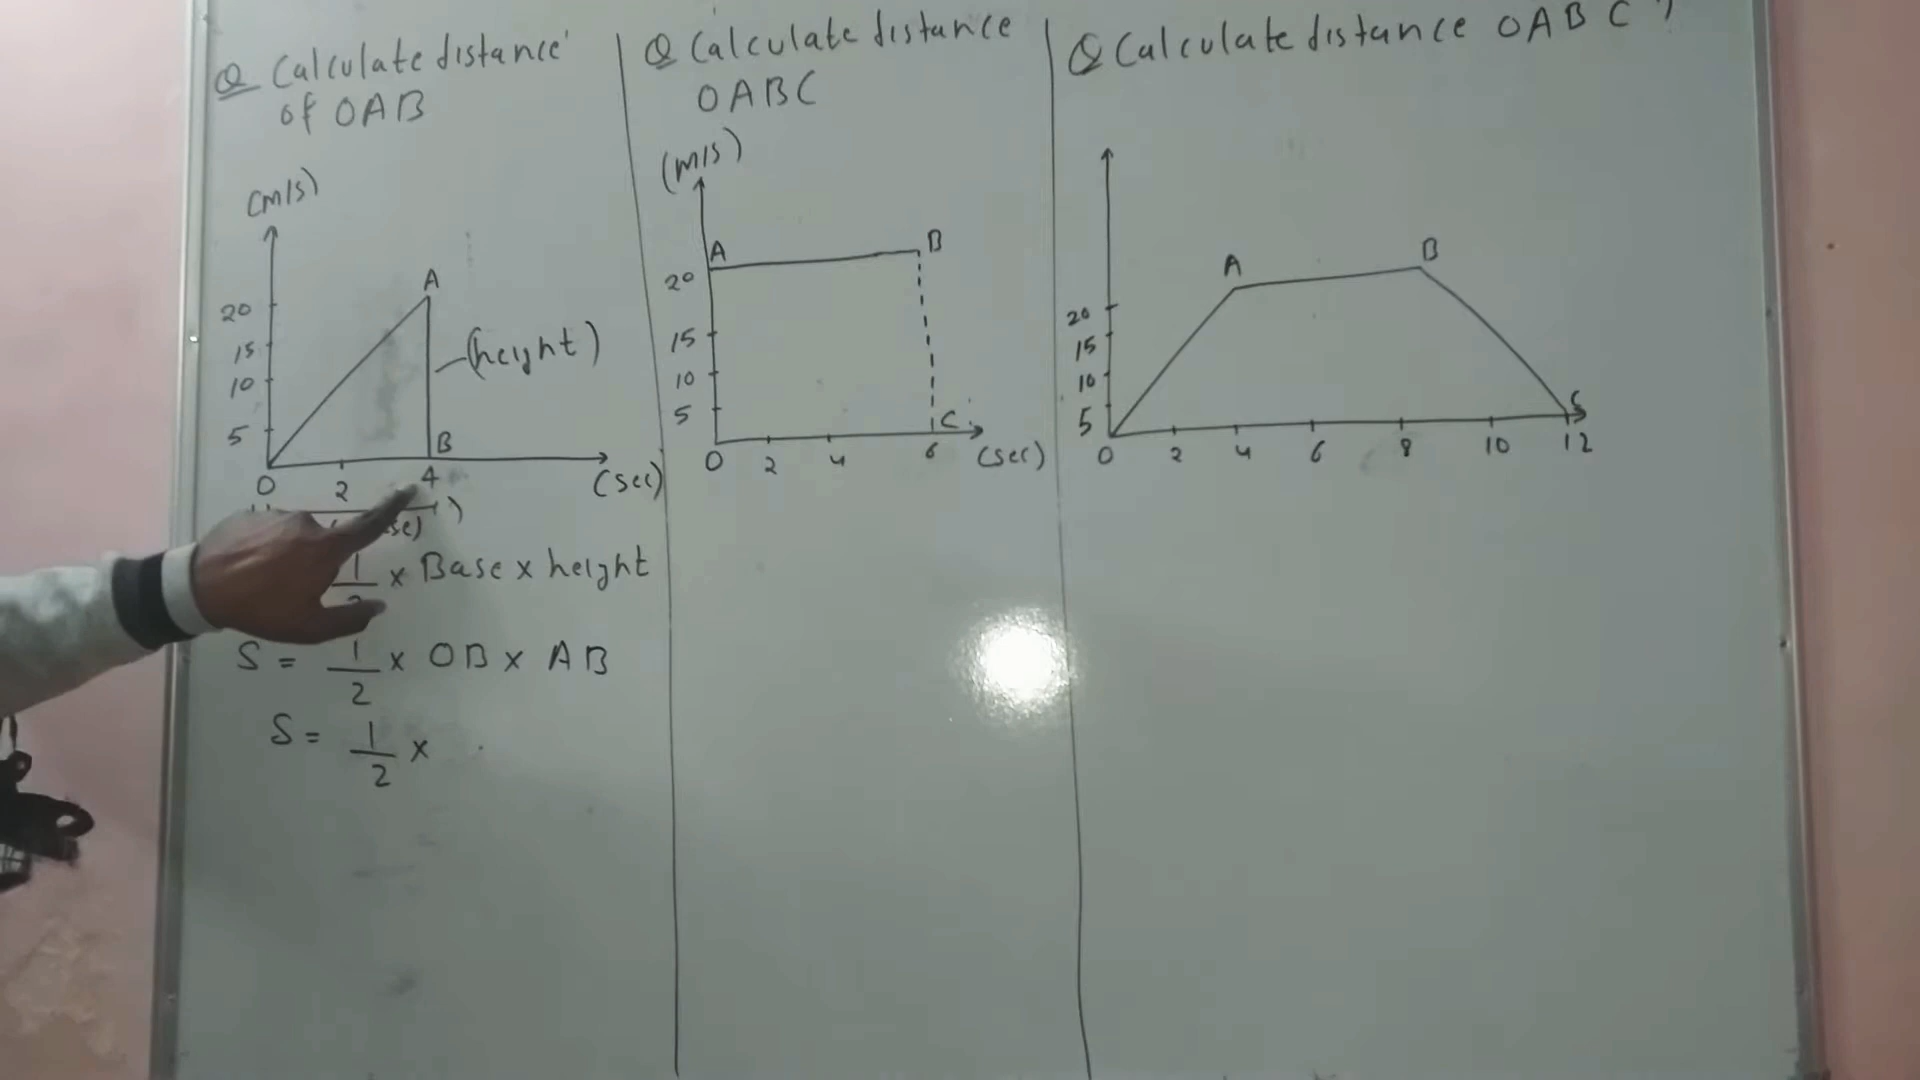 Q Calculate distance
of OAB
(m/s)
A
20
15
10
5
(height)
B
0 2 4 (sec)
1/2 × Base × height
S = 1/2 × OB × AB
S = 1/2 ×
Q Calculate distance
OABC
(m/s)
A B
20
15
10
5
C
0 2 4 6 (sec)
Q Calculate distance OABC ?
A B
20
15
10
5
C
0 2 4 6 8 10 12